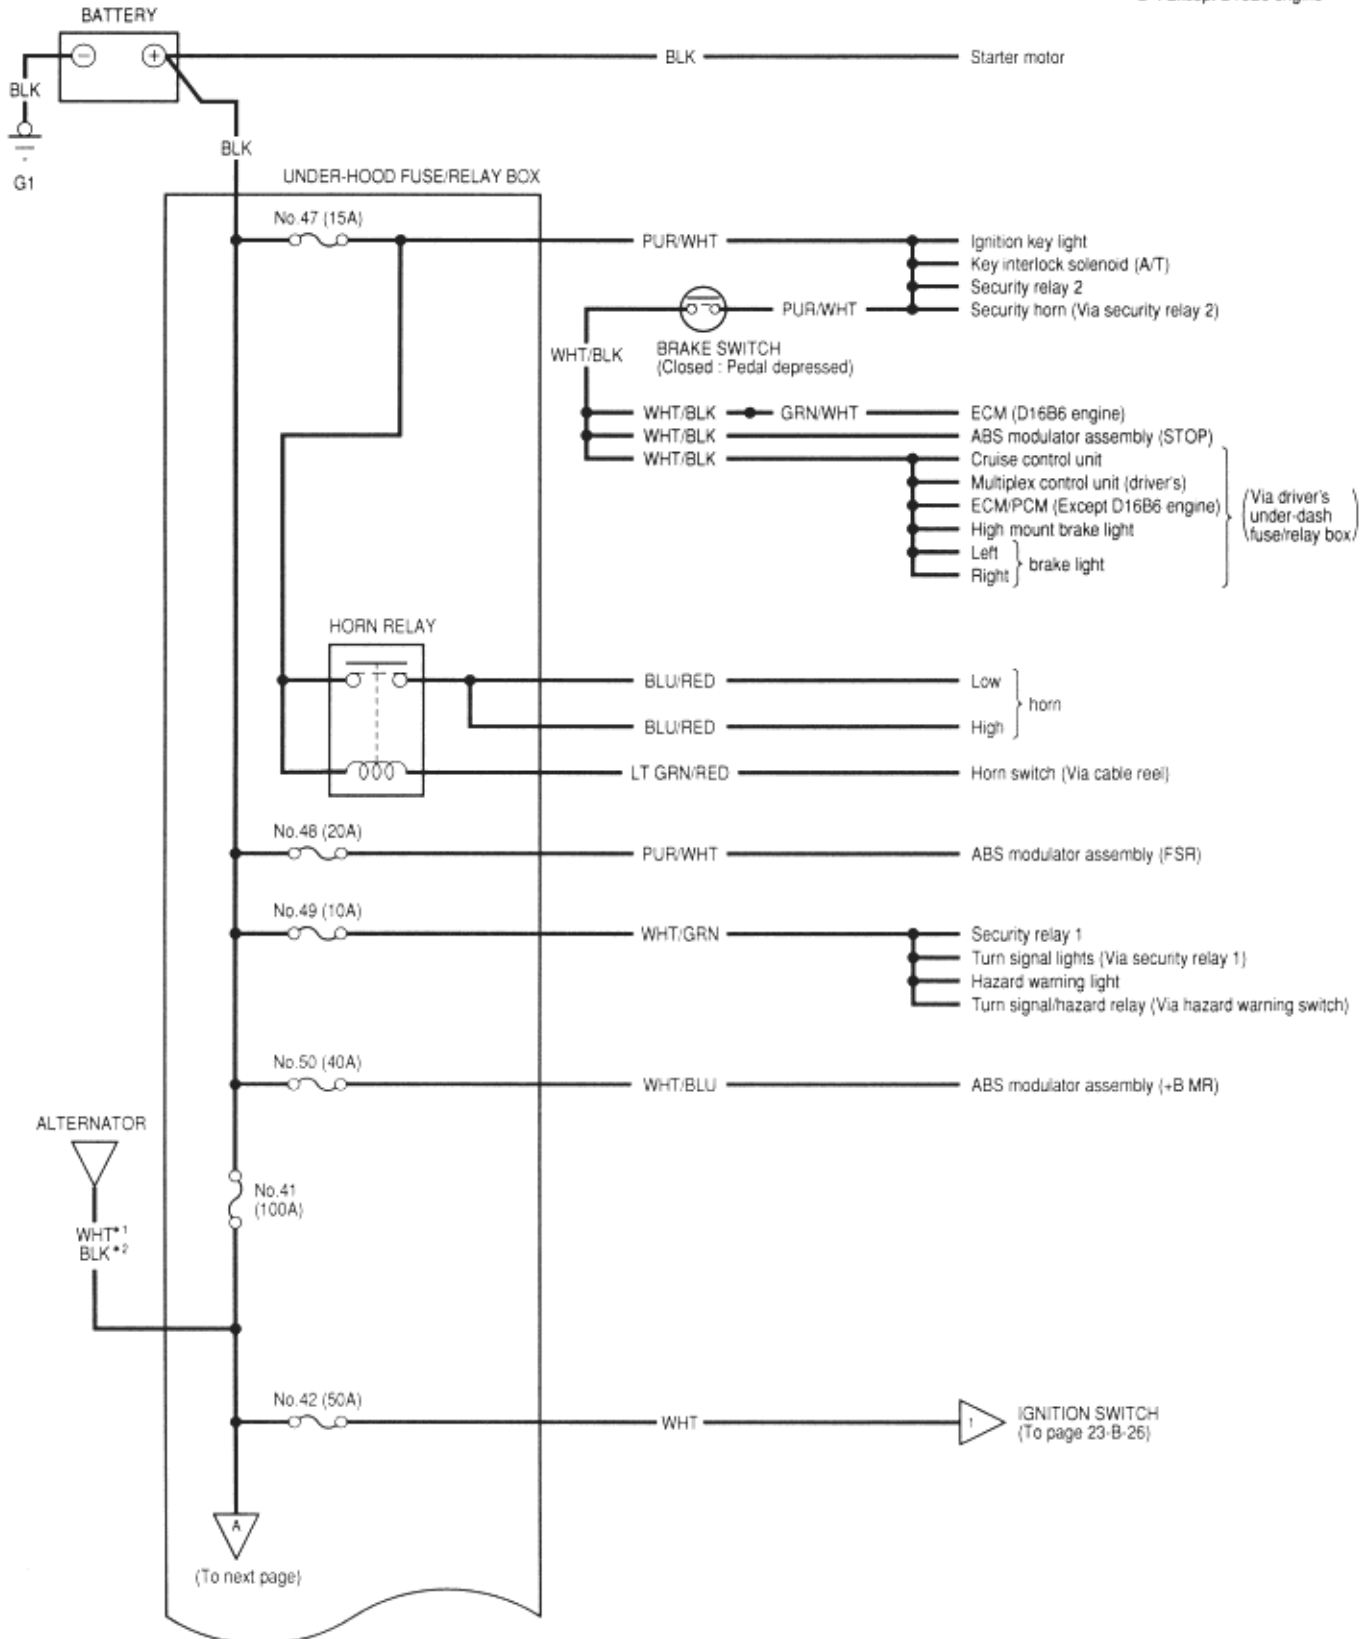 BATTERY
−
+
BLK
Starter motor
BLK
G1
BLK
UNDER-HOOD FUSE/RELAY BOX
No.47 (15A)
PUR/WHT
Ignition key light
Key interlock solenoid (A/T)
Security relay 2
PUR/WHT
Security horn (Via security relay 2)
WHT/BLK
BRAKE SWITCH
(Closed : Pedal depressed)
WHT/BLK
GRN/WHT
ECM (D16B6 engine)
WHT/BLK
ABS modulator assembly (STOP)
WHT/BLK
Cruise control unit
Multiplex control unit (driver's)
ECM/PCM (Except D16B6 engine)
High mount brake light
Left
Right
brake light
(Via driver's
under-dash
fuse/relay box)
HORN RELAY
BLU/RED
Low
horn
BLU/RED
High
LT GRN/RED
Horn switch (Via cable reel)
No.48 (20A)
PUR/WHT
ABS modulator assembly (FSR)
No.49 (10A)
WHT/GRN
Security relay 1
Turn signal lights (Via security relay 1)
Hazard warning light
Turn signal/hazard relay (Via hazard warning switch)
No.50 (40A)
WHT/BLU
ABS modulator assembly (+B MR)
ALTERNATOR
No.41
(100A)
WHT*1
BLK*2
No.42 (50A)
WHT
1
IGNITION SWITCH
(To page 23-B-26)
A
(To next page)